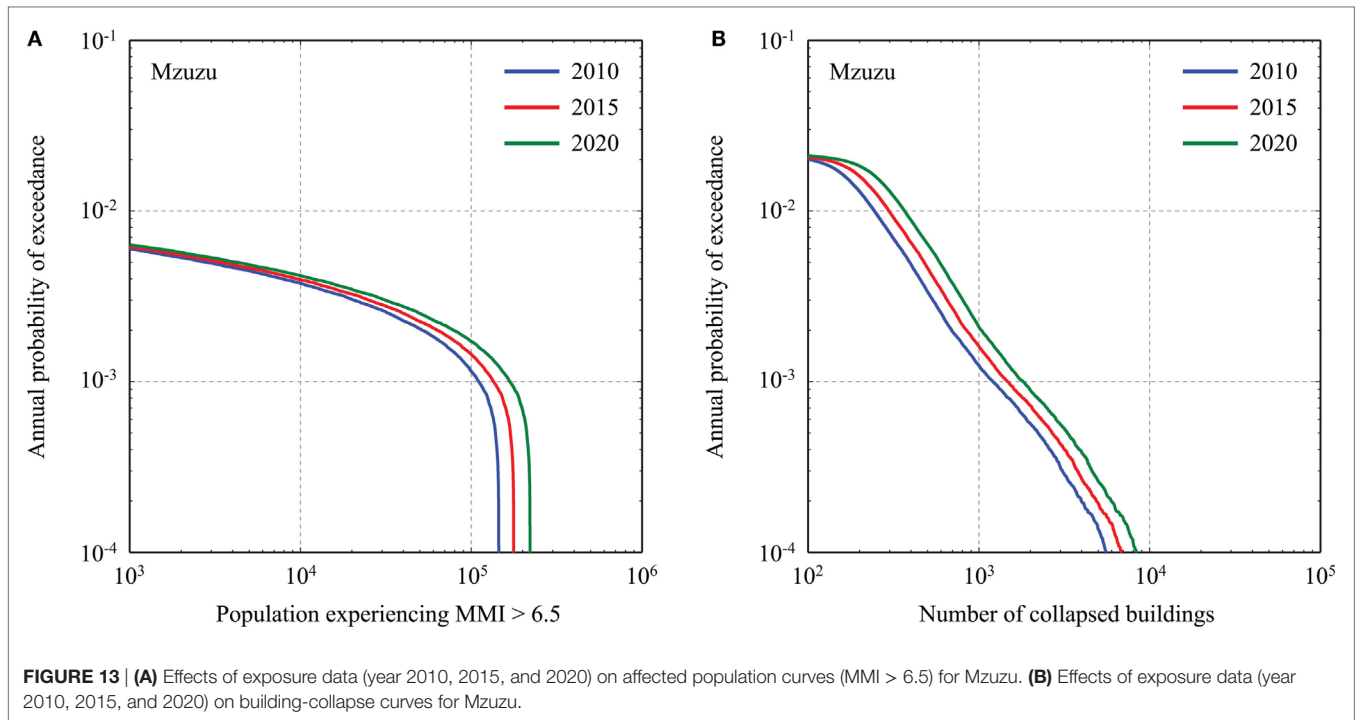 A
Mzuzu
2010
2015
2020
10⁻¹
10⁻²
10⁻³
10⁻⁴
Annual probability of exceedance
10³ 10⁴ 10⁵ 10⁶
Population experiencing MMI > 6.5
B
Mzuzu
2010
2015
2020
10⁻¹
10⁻²
10⁻³
10⁻⁴
Annual probability of exceedance
10² 10³ 10⁴ 10⁵
Number of collapsed buildings
FIGURE 13 | (A) Effects of exposure data (year 2010, 2015, and 2020) on affected population curves (MMI > 6.5) for Mzuzu. (B) Effects of exposure data (year
2010, 2015, and 2020) on building-collapse curves for Mzuzu.